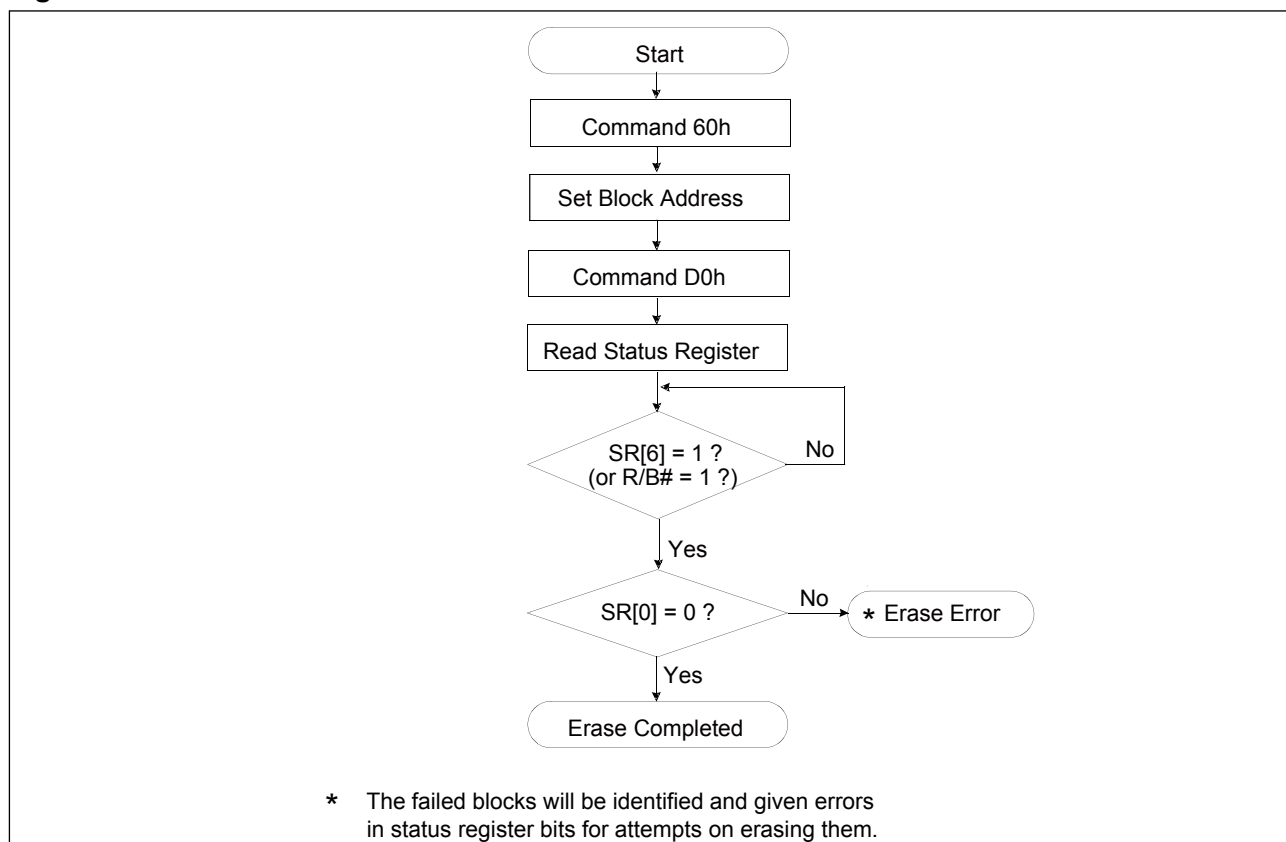 Start
Command 60h
Set Block Address
Command D0h
Read Status Register
SR[6] = 1 ?
(or R/B# = 1 ?)
No
Yes
SR[0] = 0 ?
No
* Erase Error
Yes
Erase Completed
* The failed blocks will be identified and given errors
in status register bits for attempts on erasing them.